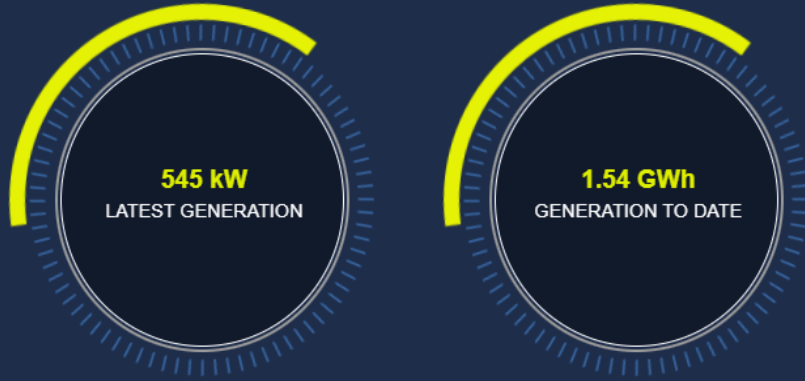 545 kW
LATEST GENERATION
1.54 GWh
GENERATION TO DATE